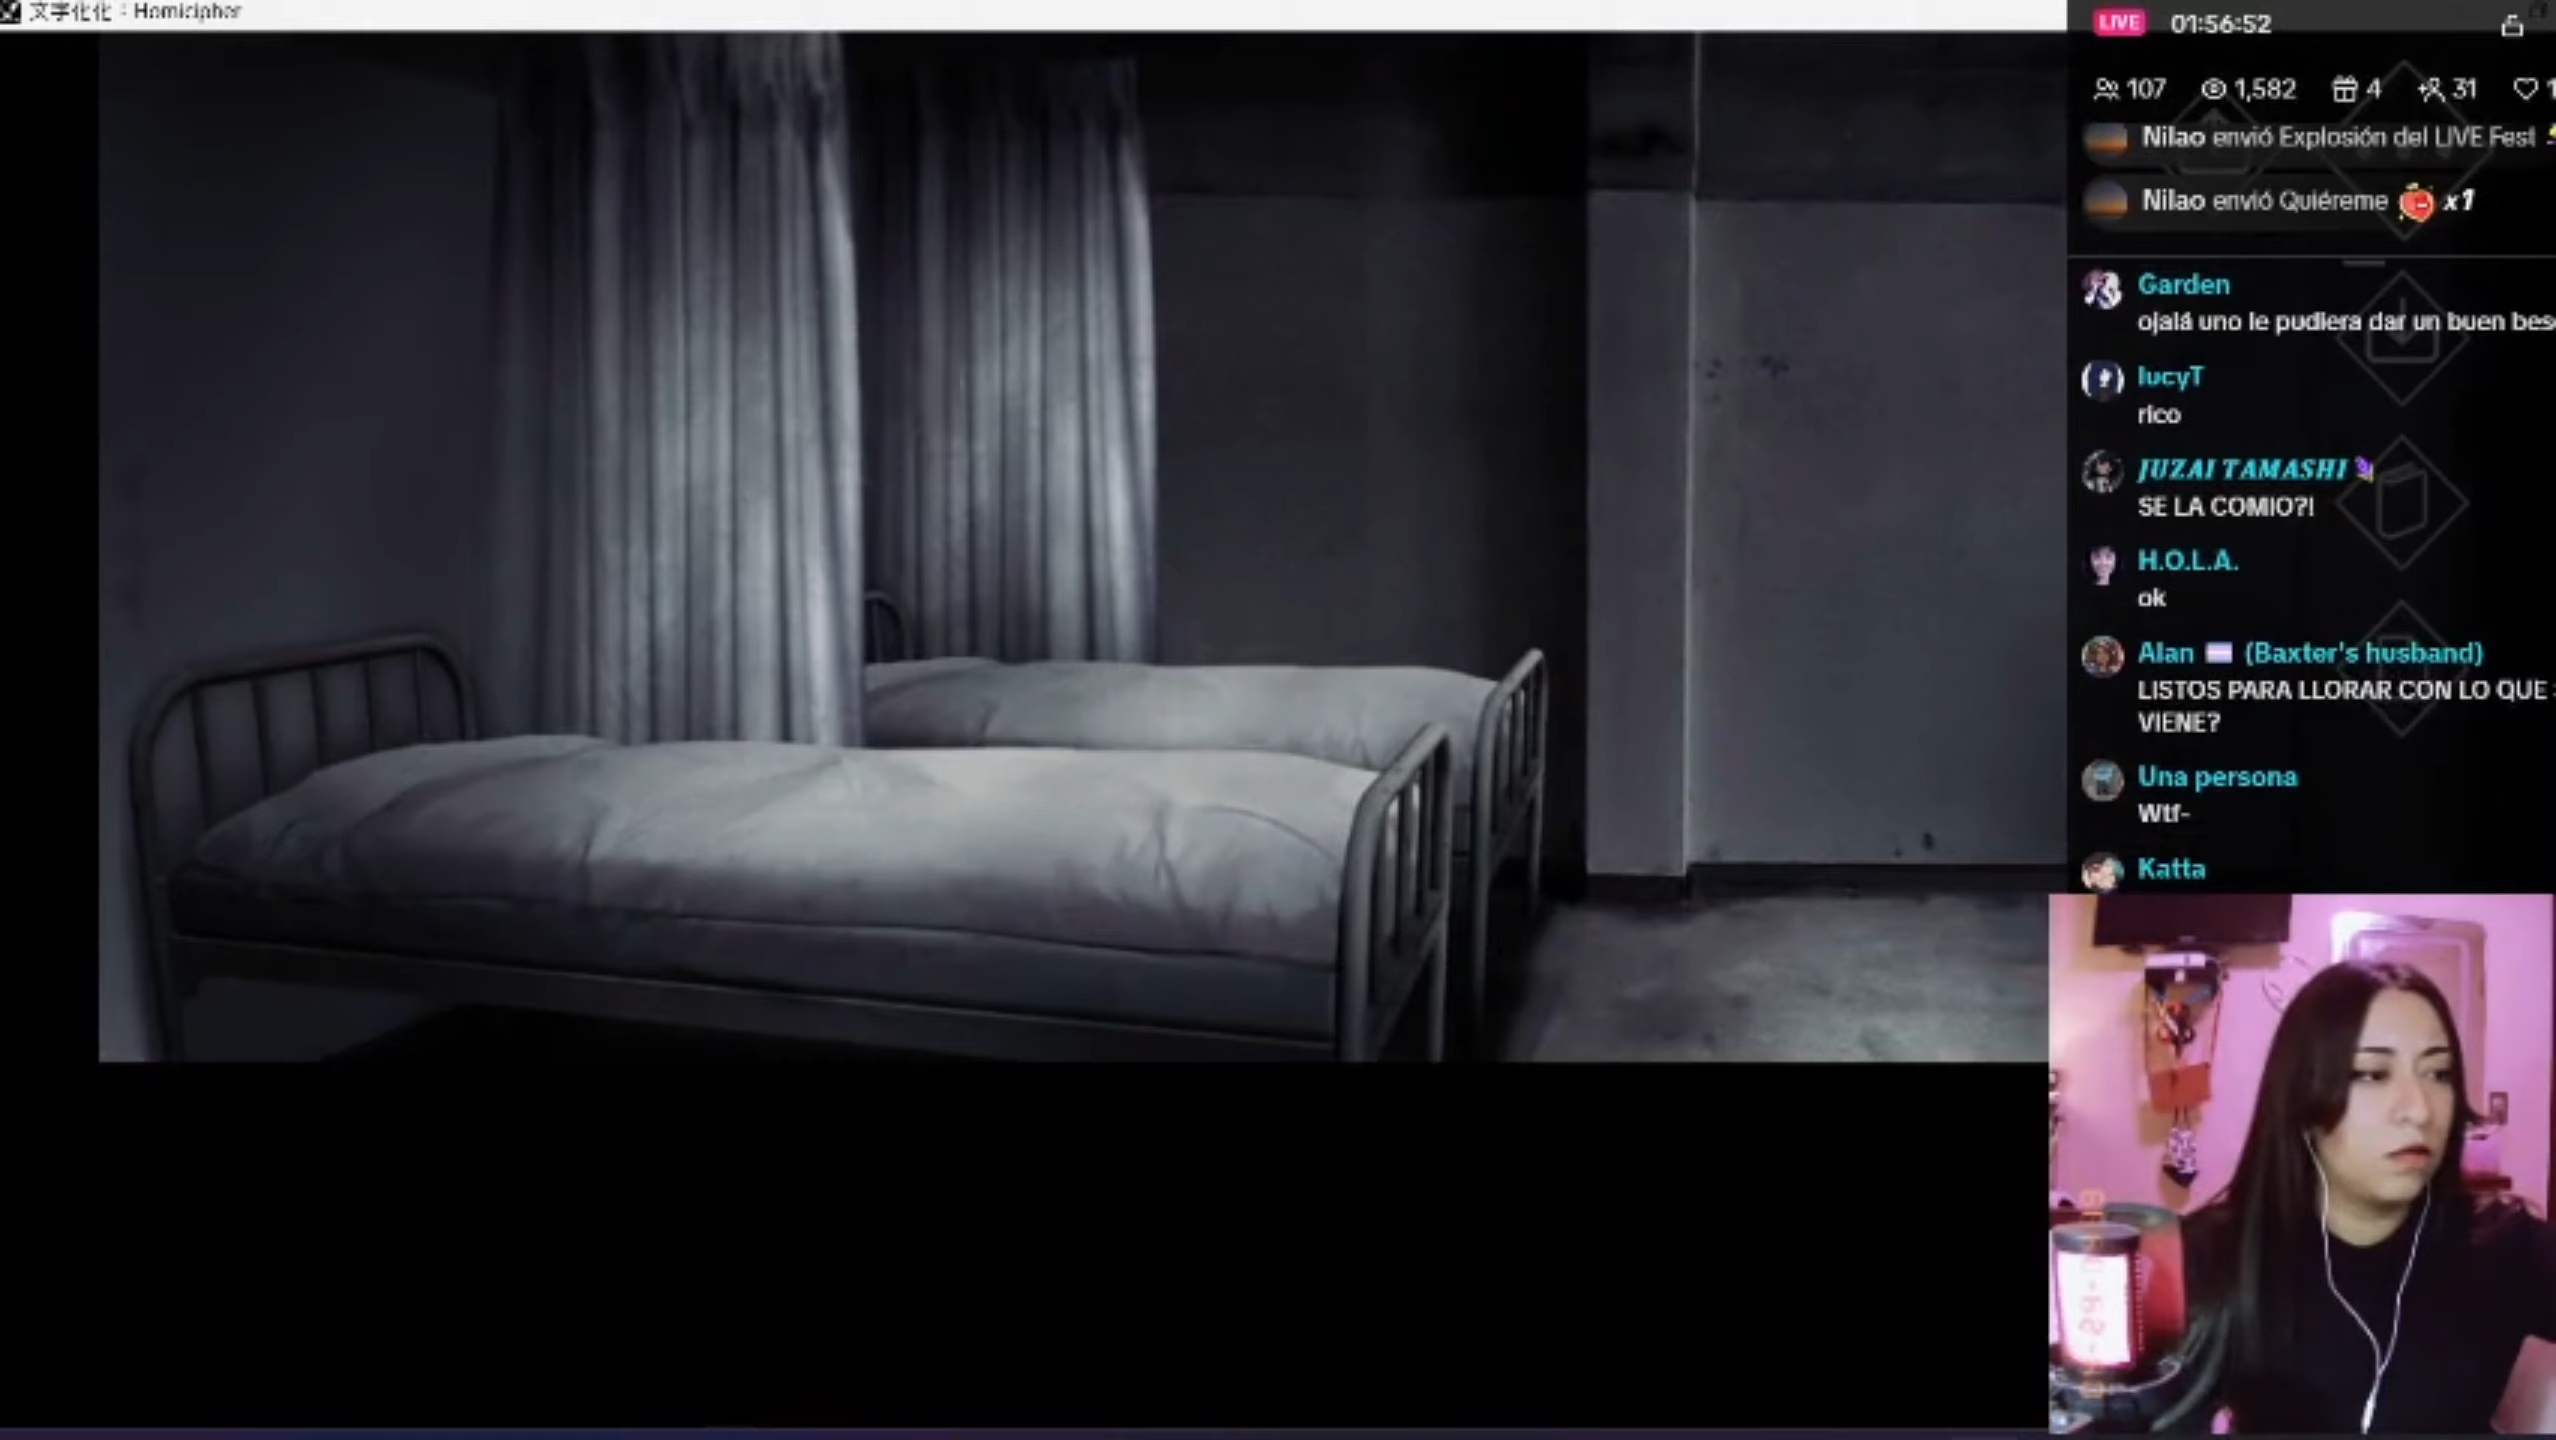 文字化化：Homicipher
LIVE 01:56:52
107 1,582 4 31 1
Nilao envió Explosión del LIVE Fest
Nilao envió Quiéreme x1
Garden
ojalá uno le pudiera dar un buen bes
lucyT
rico
JUZAI TAMASHI
SE LA COMIO?!
H.O.L.A.
ok
Alan (Baxter's husband)
LISTOS PARA LLORAR CON LO QUE
VIENE?
Una persona
Wtf-
Katta